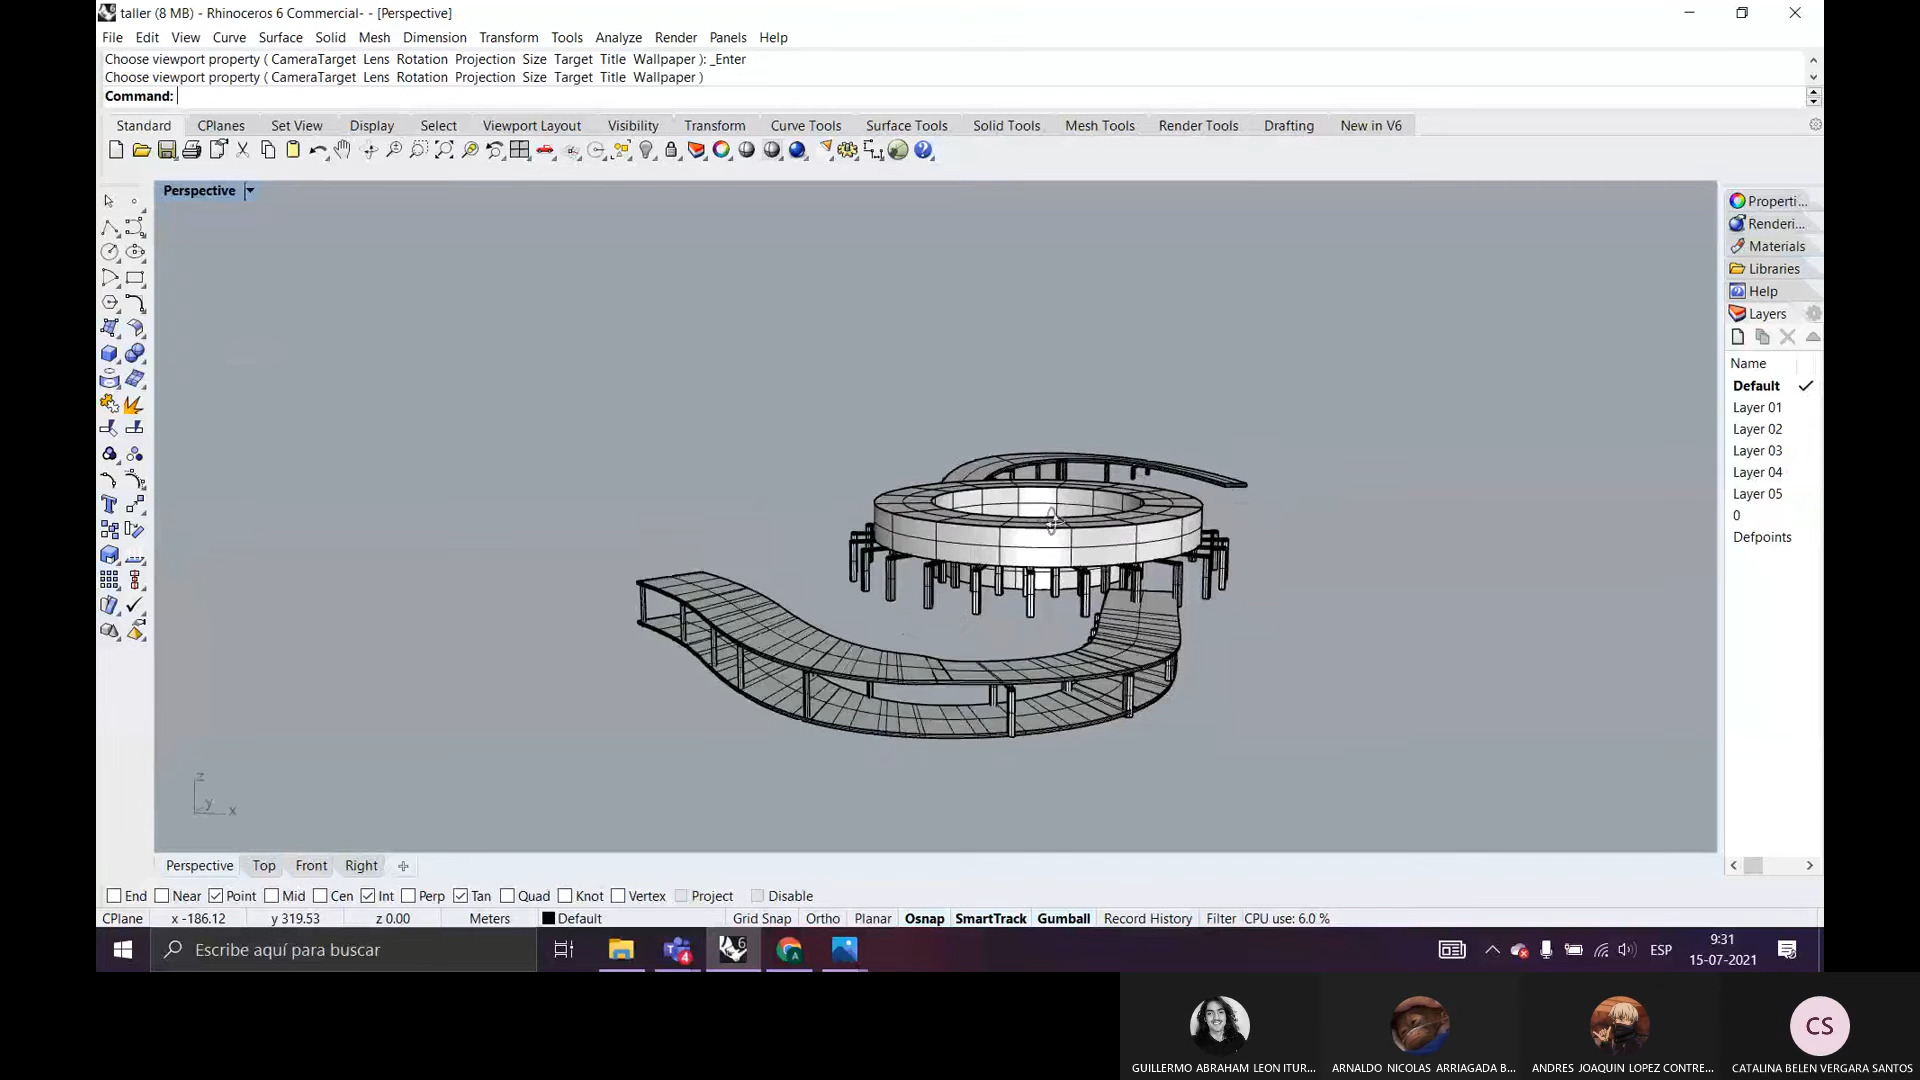 taller (8 MB) - Rhinoceros 6 Commercial- - [Perspective]
File Edit View Curve Surface Solid Mesh Dimension Transform Tools Analyze Render Panels Help
Choose viewport property ( CameraTarget Lens Rotation Projection Size Target Title Wallpaper ): _Enter
Choose viewport property ( CameraTarget Lens Rotation Projection Size Target Title Wallpaper )
Command:
Standard CPlanes Set View Display Select Viewport Layout Visibility Transform Curve Tools Surface Tools Solid Tools Mesh Tools Render Tools Drafting New in V6
Perspective
Properti...
Renderi...
Materials
Libraries
Help
Layers
Name
Default
Layer 01
Layer 02
Layer 03
Layer 04
Layer 05
0
Defpoints
z
y x
Perspective Top Front Right
End Near Point Mid Cen Int Perp Tan Quad Knot Vertex Project Disable
CPlane x -186.12 y 319.53 z 0.00 Meters Default Grid Snap Ortho Planar Osnap SmartTrack Gumball Record History Filter CPU use: 6.0 %
Escribe aquí para buscar
4
6
A
ESP
9:31
15-07-2021
CS
GUILLERMO ABRAHAM LEON ITUR... ARNALDO NICOLAS ARRIAGADA B... ANDRES JOAQUIN LOPEZ CONTRE... CATALINA BELEN VERGARA SANTOS